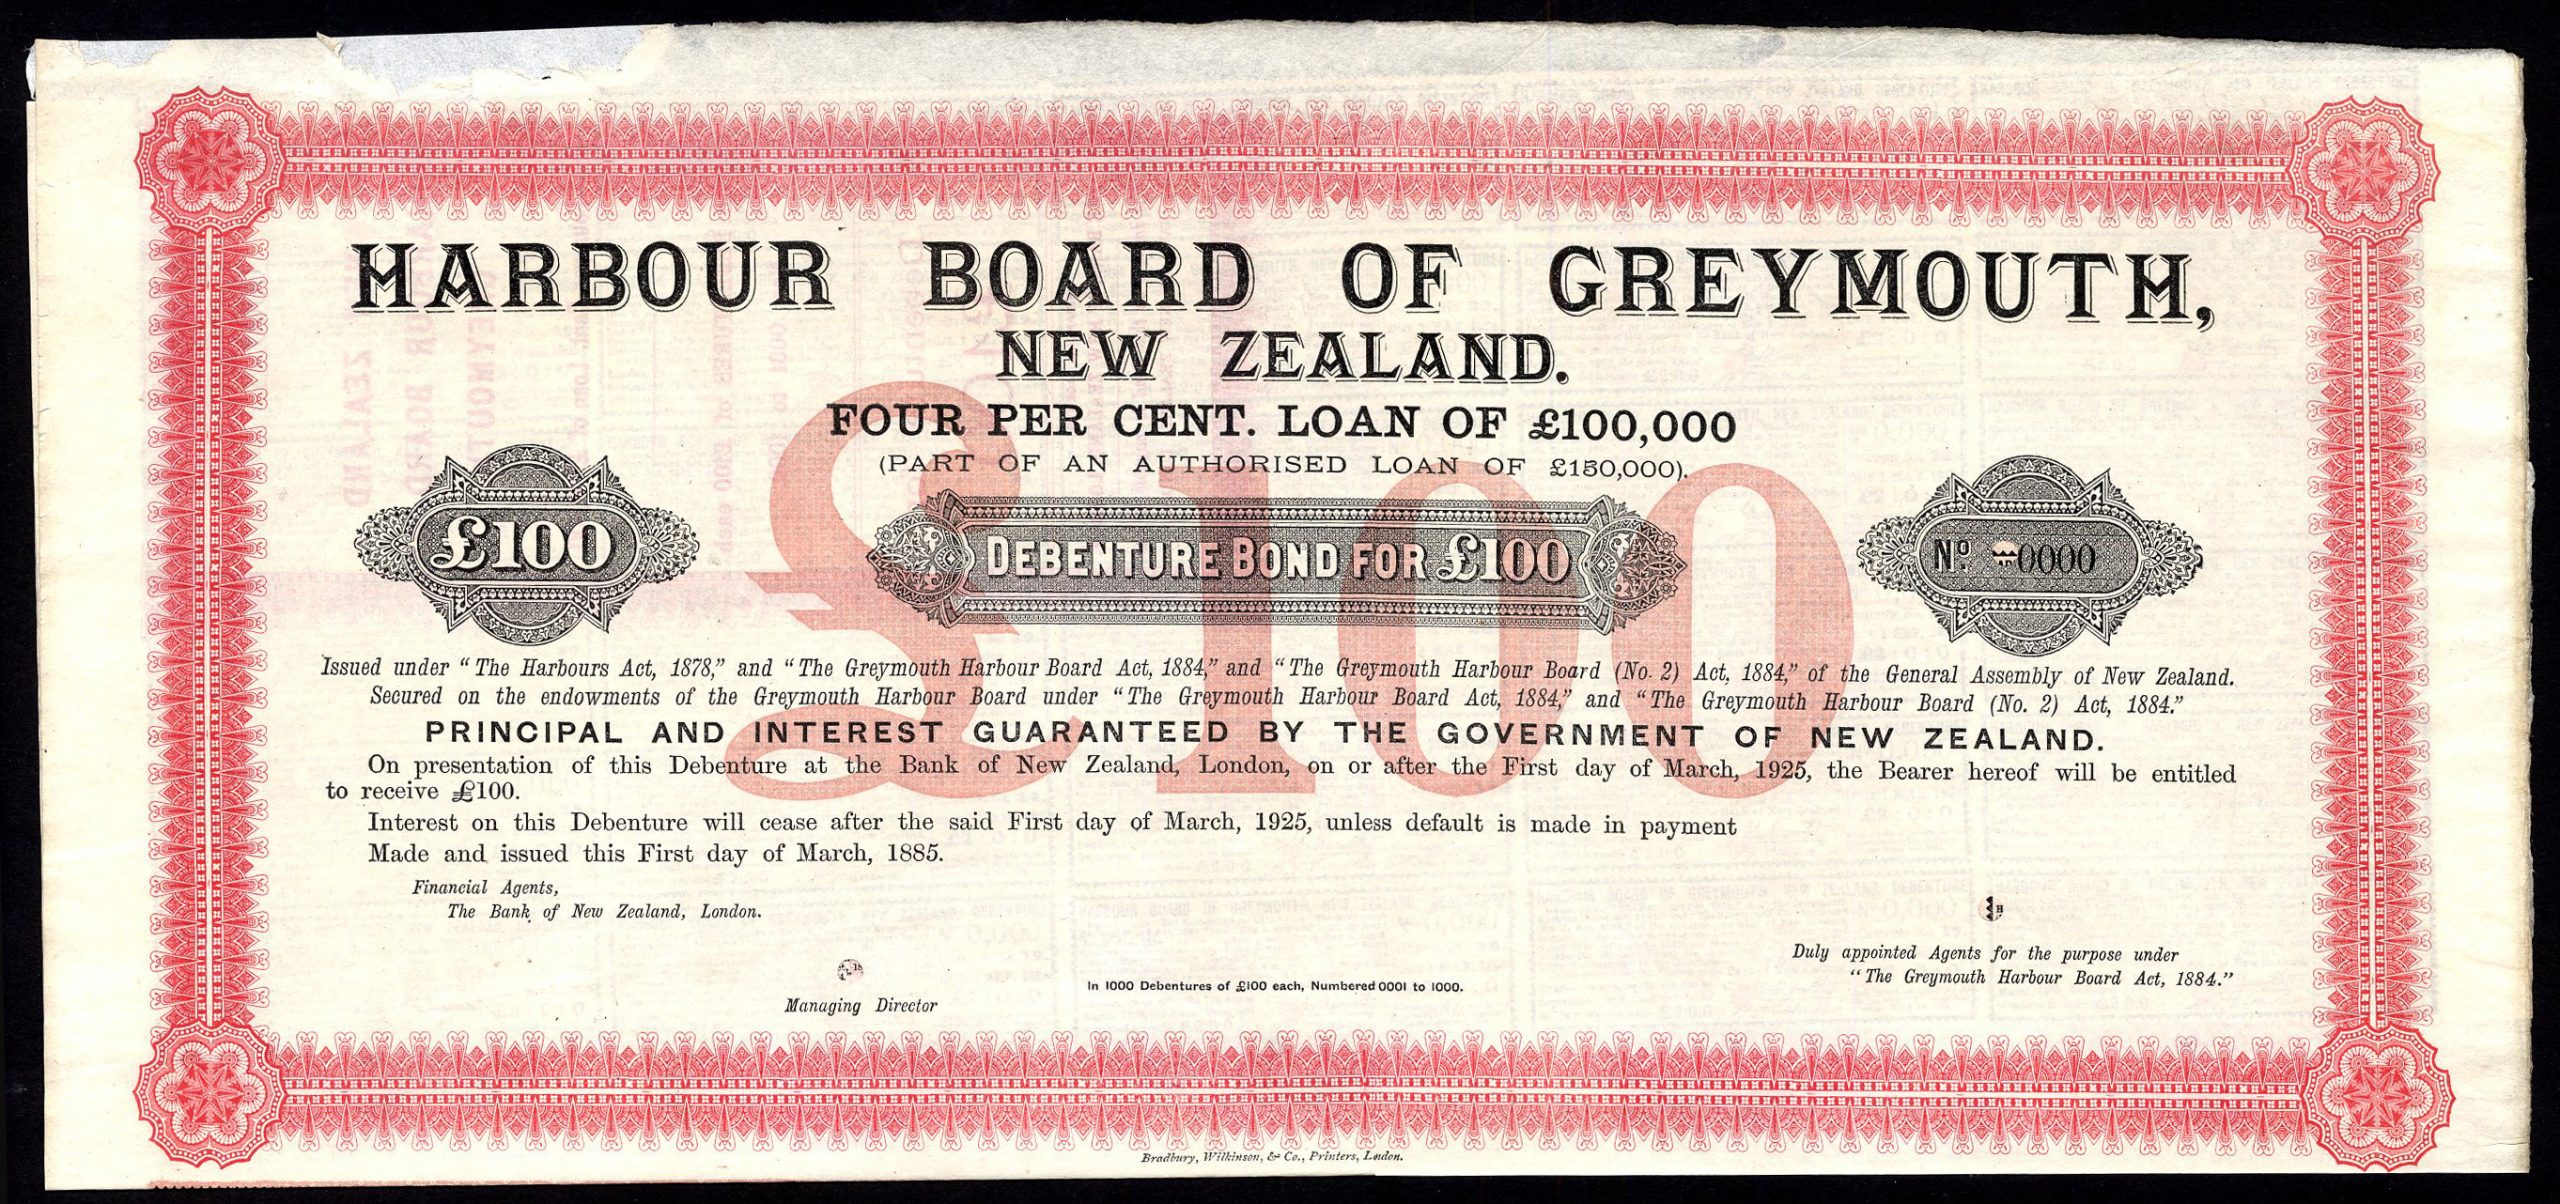 HARBOUR BOARD OF GREYMOUTH,
NEW ZEALAND.
FOUR PER CENT. LOAN OF £100,000
(PART OF AN AUTHORISED LOAN OF £150,000).
£100
DEBENTURE BOND FOR £100
No. 0000
£100
Issued under “The Harbours Act, 1878,” and “The Greymouth Harbour Board Act, 1884,” and “The Greymouth Harbour Board (No. 2) Act, 1884,” of the General Assembly of New Zealand.
Secured on the endowments of the Greymouth Harbour Board under “The Greymouth Harbour Board Act, 1884,” and “The Greymouth Harbour Board (No. 2) Act, 1884.”
PRINCIPAL AND INTEREST GUARANTEED BY THE GOVERNMENT OF NEW ZEALAND.
On presentation of this Debenture at the Bank of New Zealand, London, on or after the First day of March, 1925, the Bearer hereof will be entitled
to receive £100.
Interest on this Debenture will cease after the said First day of March, 1925, unless default is made in payment
Made and issued this First day of March, 1885.
Financial Agents,
The Bank of New Zealand, London.
Managing Director
In 1000 Debentures of £100 each, Numbered 0001 to 1000.
Duly appointed Agents for the purpose under
“The Greymouth Harbour Board Act, 1884.”
Bradbury, Wilkinson, & Co., Printers, London.